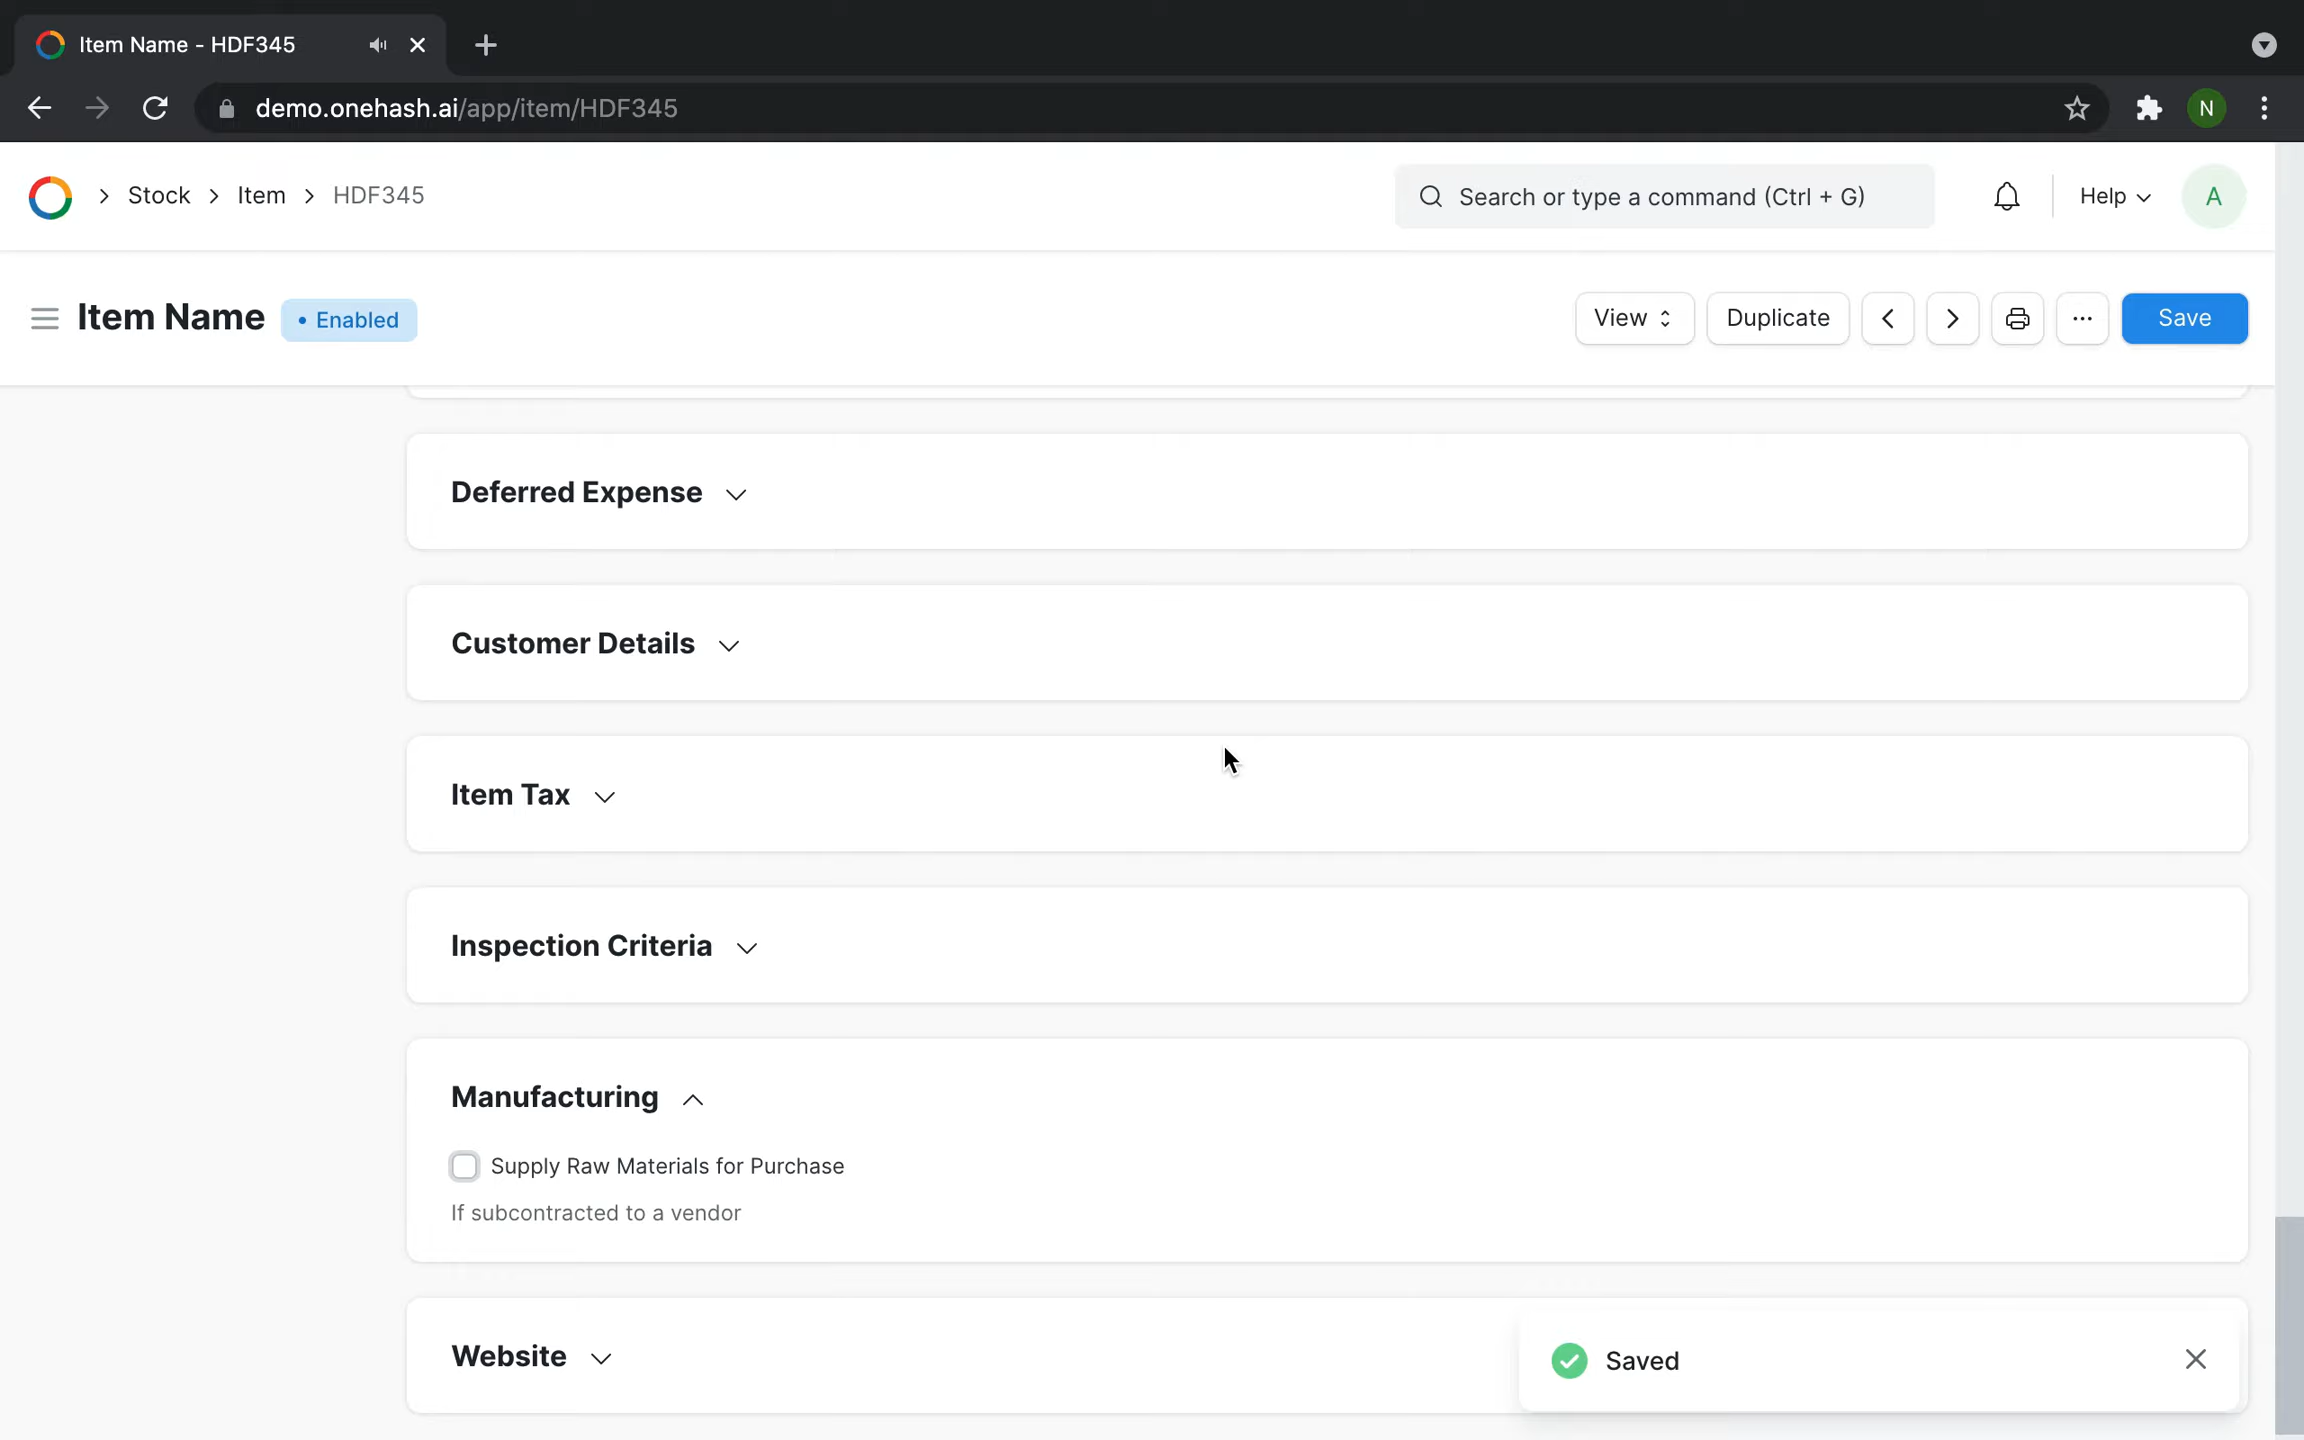 Item Name - HDF345
demo.onehash.ai/app/item/HDF345
N
Stock
Item
HDF345
Search or type a command (Ctrl + G)
Help
A
Item Name
• Enabled
View
Duplicate
Save
Deferred Expense
Customer Details
Item Tax
Inspection Criteria
Manufacturing
Supply Raw Materials for Purchase
If subcontracted to a vendor
Website
Saved